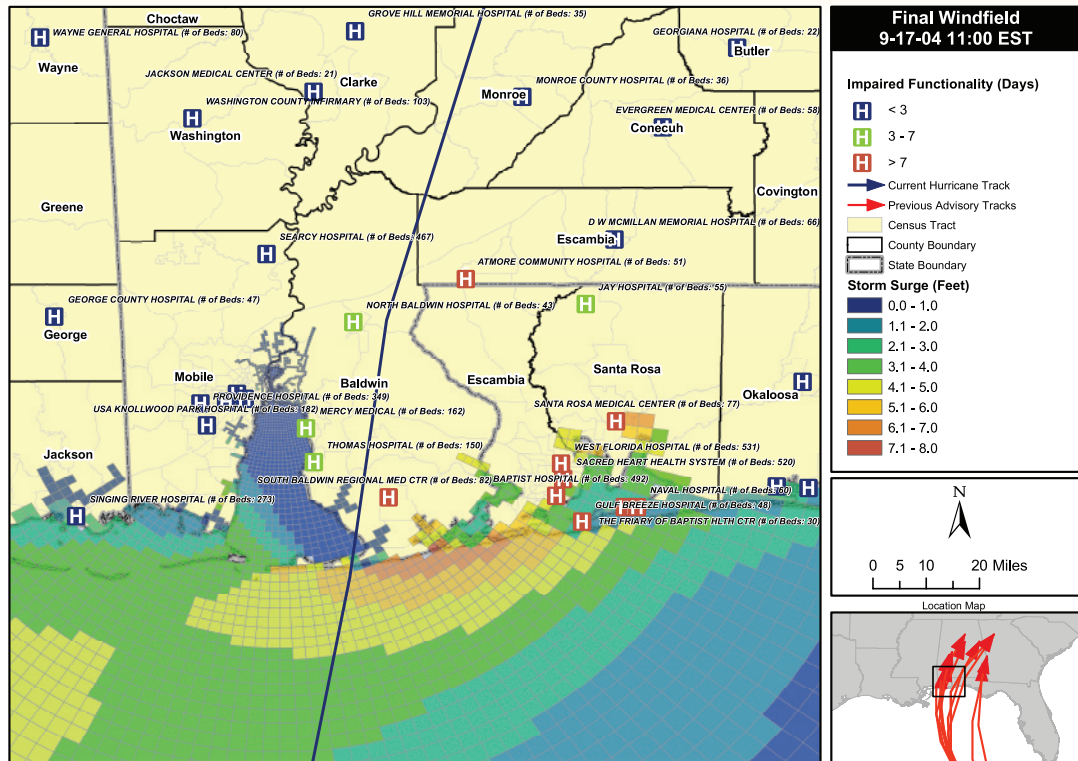 Choctaw
GROVE HILL MEMORIAL HOSPITAL (# of Beds: 35)
WAYNE GENERAL HOSPITAL (# of Beds: 80)
GEORGIANA HOSPITAL (# of Beds: 22)
Butler
Wayne
JACKSON MEDICAL CENTER (# of Beds: 21)
Clarke
MONROE COUNTY HOSPITAL (# of Beds: 36)
Monroe
WASHINGTON COUNTY INFIRMARY (# of Beds: 103)
EVERGREEN MEDICAL CENTER (# of Beds: 58)
Conecuh
Washington
Covington
Greene
D W MCMILLAN MEMORIAL HOSPITAL (# of Beds: 66)
SEARCY HOSPITAL (# of Beds: 467)
Escambia
ATMORE COMMUNITY HOSPITAL (# of Beds: 51)
JAY HOSPITAL (# of Beds: 55)
GEORGE COUNTY HOSPITAL (# of Beds: 47)
NORTH BALDWIN HOSPITAL (# of Beds: 43)
George
Mobile
Baldwin
Escambia
Santa Rosa
Okaloosa
PROVIDENCE HOSPITAL (# of Beds: 349)
USA KNOLLWOOD PARK HOSPITAL (# of Beds: 182)
MERCY MEDICAL (# of Beds: 162)
SANTA ROSA MEDICAL CENTER (# of Beds: 77)
THOMAS HOSPITAL (# of Beds: 150)
WEST FLORIDA HOSPITAL (# of Beds: 531)
Jackson
SACRED HEART HEALTH SYSTEM (# of Beds: 520)
SOUTH BALDWIN REGIONAL MED CTR (# of Beds: 82)
BAPTIST HOSPITAL (# of Beds: 492)
NAVAL HOSPITAL (# of Beds: 60)
SINGING RIVER HOSPITAL (# of Beds: 273)
GULF BREEZE HOSPITAL (# of Beds: 48)
THE FRIARY OF BAPTIST HLTH CTR (# of Beds: 30)
Final Windfield
9-17-04 11:00 EST
Impaired Functionality (Days)
H < 3
H 3 - 7
H > 7
Current Hurricane Track
Previous Advisory Tracks
Census Tract
County Boundary
State Boundary
Storm Surge (Feet)
0.0 - 1.0
1.1 - 2.0
2.1 - 3.0
3.1 - 4.0
4.1 - 5.0
5.1 - 6.0
6.1 - 7.0
7.1 - 8.0
N
0 5 10 20 Miles
Location Map